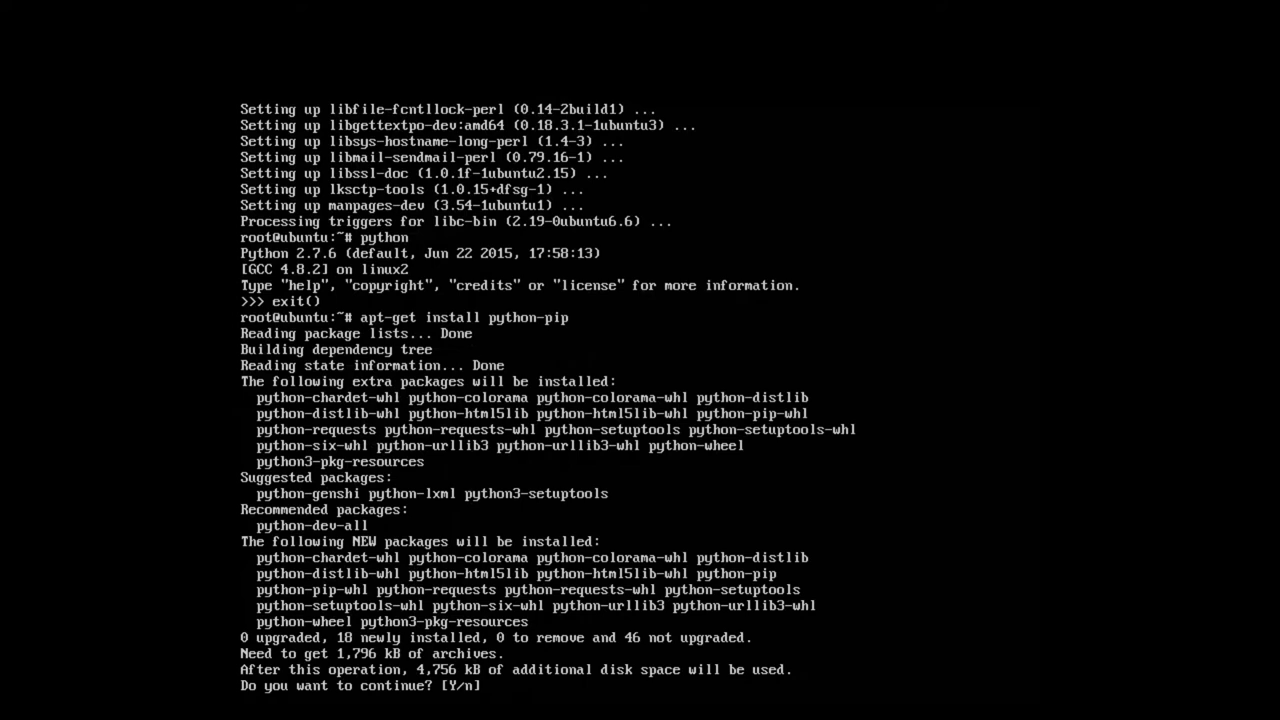 Setting up libfile-fcntllock-perl (0.14-2build1) ...
Setting up libgettextpo-dev:amd64 (0.18.3.1-1ubuntu3) ...
Setting up libsys-hostname-long-perl (1.4-3) ...
Setting up libmail-sendmail-perl (0.79.16-1) ...
Setting up libssl-doc (1.0.1f-1ubuntu2.15) ...
Setting up lksctp-tools (1.0.15+dfsg-1) ...
Setting up manpages-dev (3.54-1ubuntu1) ...
Processing triggers for libc-bin (2.19-0ubuntu6.6) ...
root@ubuntu:~# python
Python 2.7.6 (default, Jun 22 2015, 17:58:13)
[GCC 4.8.2] on linux2
Type "help", "copyright", "credits" or "license" for more information.
>>> exit()
root@ubuntu:~# apt-get install python-pip
Reading package lists... Done
Building dependency tree
Reading state information... Done
The following extra packages will be installed:
  python-chardet-whl python-colorama python-colorama-whl python-distlib
  python-distlib-whl python-html5lib python-html5lib-whl python-pip-whl
  python-requests python-requests-whl python-setuptools python-setuptools-whl
  python-six-whl python-urllib3 python-urllib3-whl python-wheel
  python3-pkg-resources
Suggested packages:
  python-genshi python-lxml python3-setuptools
Recommended packages:
  python-dev-all
The following NEW packages will be installed:
  python-chardet-whl python-colorama python-colorama-whl python-distlib
  python-distlib-whl python-html5lib python-html5lib-whl python-pip
  python-pip-whl python-requests python-requests-whl python-setuptools
  python-setuptools-whl python-six-whl python-urllib3 python-urllib3-whl
  python-wheel python3-pkg-resources
0 upgraded, 18 newly installed, 0 to remove and 46 not upgraded.
Need to get 1,796 kB of archives.
After this operation, 4,756 kB of additional disk space will be used.
Do you want to continue? [Y/n]